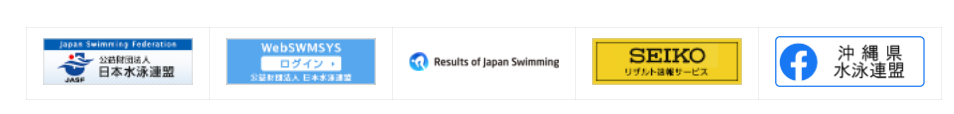 Japan Swimming Federation
公益財団法人
日本水泳連盟
JASF
WebSWMSYS
ログイン
公益財団法人 日本水泳連盟
Results of Japan Swimming
SEIKO
リザルト速報サービス
沖縄県
水泳連盟